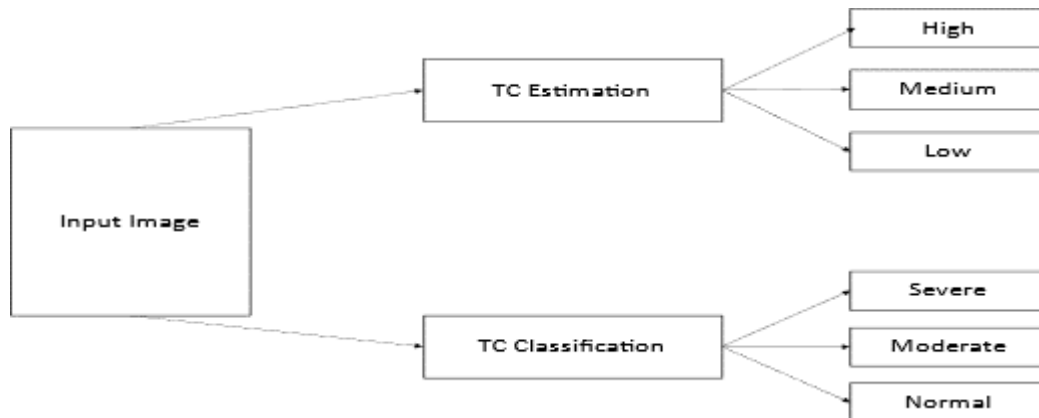 High
TC Estimation
Medium
Low
Input Image
Severe
TC Classification
Moderate
Normal